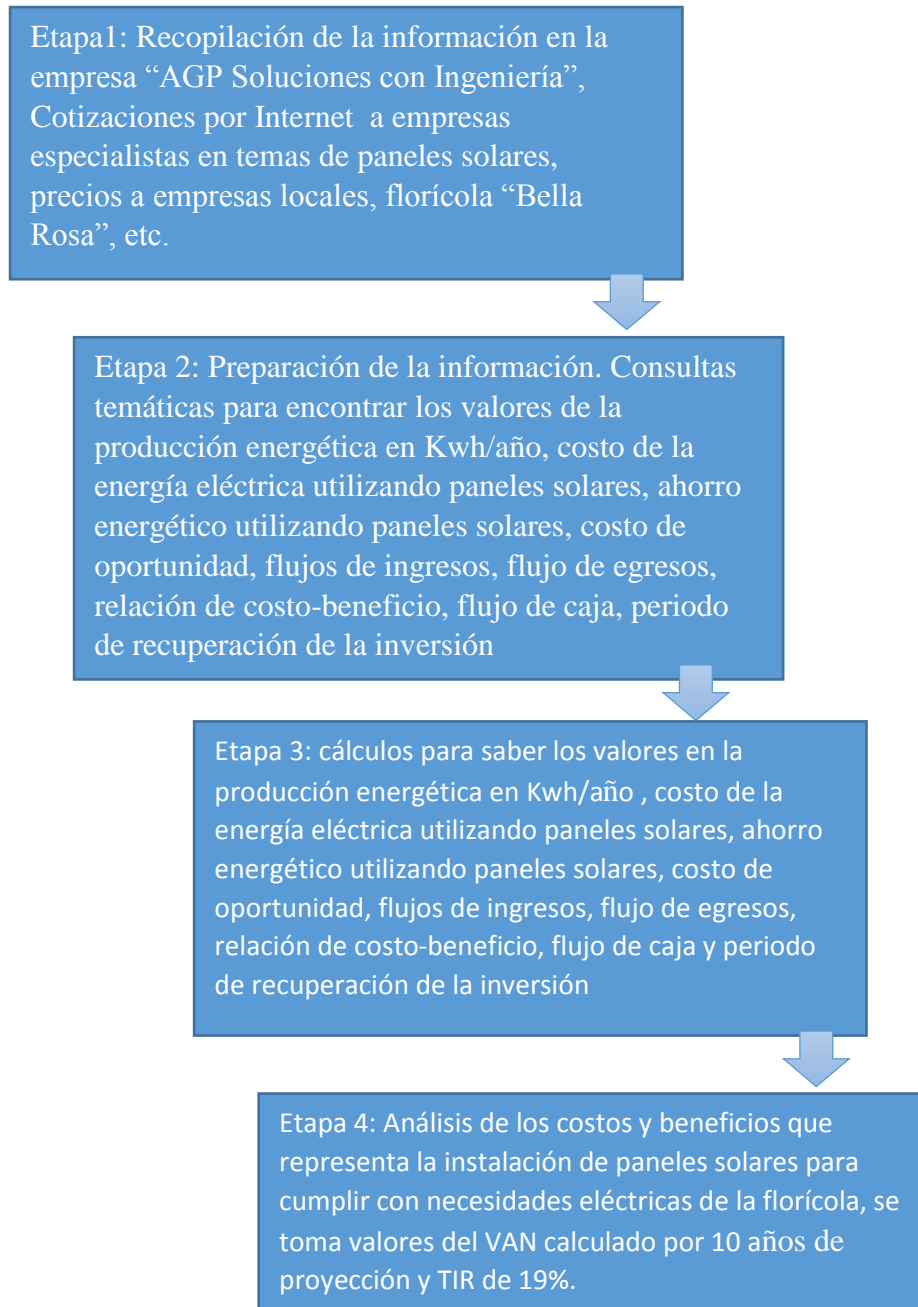 Etapa1: Recopilación de la información en la
empresa “AGP Soluciones con Ingeniería”,
Cotizaciones por Internet  a empresas
especialistas en temas de paneles solares,
precios a empresas locales, florícola “Bella
Rosa”, etc.
Etapa 2: Preparación de la información. Consultas
temáticas para encontrar los valores de la
producción energética en Kwh/año, costo de la
energía eléctrica utilizando paneles solares, ahorro
energético utilizando paneles solares, costo de
oportunidad, flujos de ingresos, flujo de egresos,
relación de costo-beneficio, flujo de caja, periodo
de recuperación de la inversión
Etapa 3: cálculos para saber los valores en la
producción energética en Kwh/año , costo de la
energía eléctrica utilizando paneles solares, ahorro
energético utilizando paneles solares, costo de
oportunidad, flujos de ingresos, flujo de egresos,
relación de costo-beneficio, flujo de caja y periodo
de recuperación de la inversión
Etapa 4: Análisis de los costos y beneficios que
representa la instalación de paneles solares para
cumplir con necesidades eléctricas de la florícola, se
toma valores del VAN calculado por 10 años de
proyección y TIR de 19%.